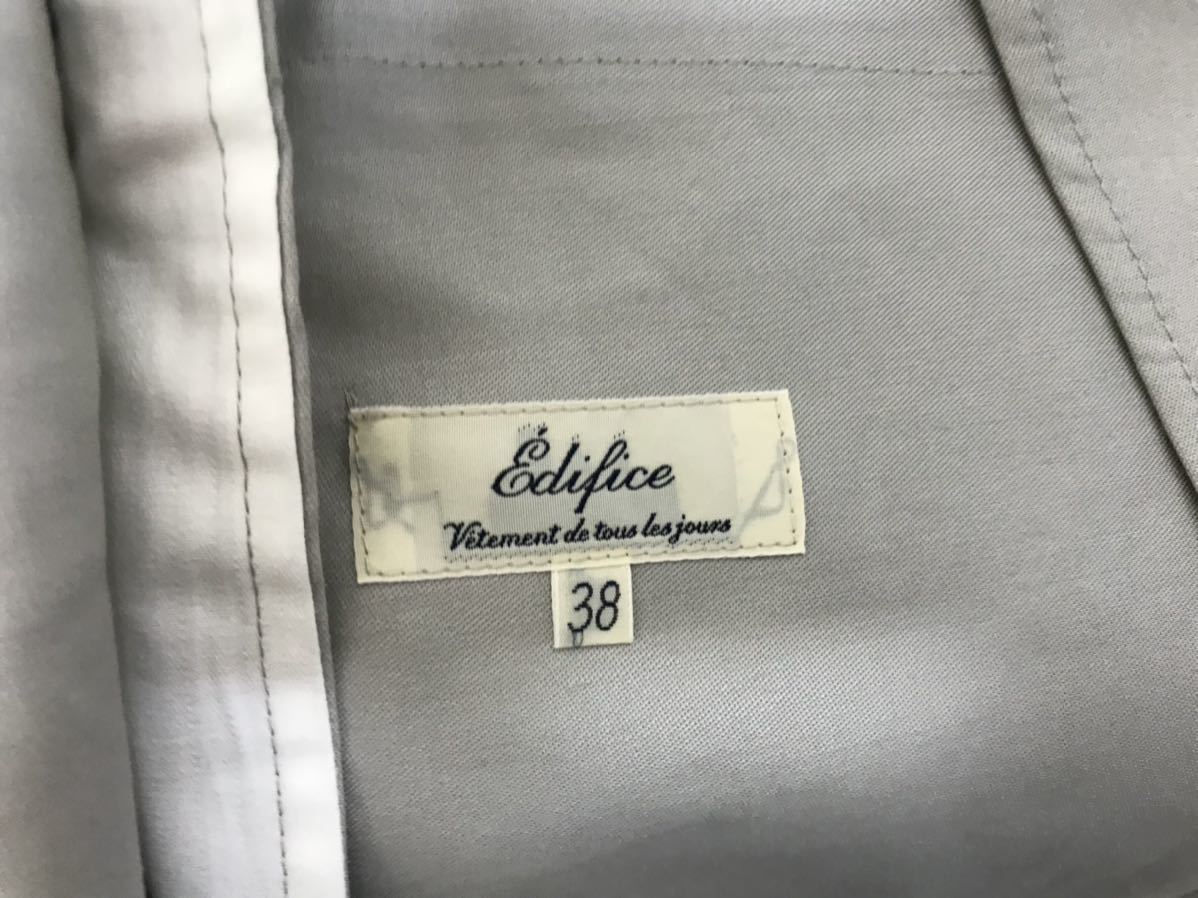 Édifice
Vêtement de tous les jours
38